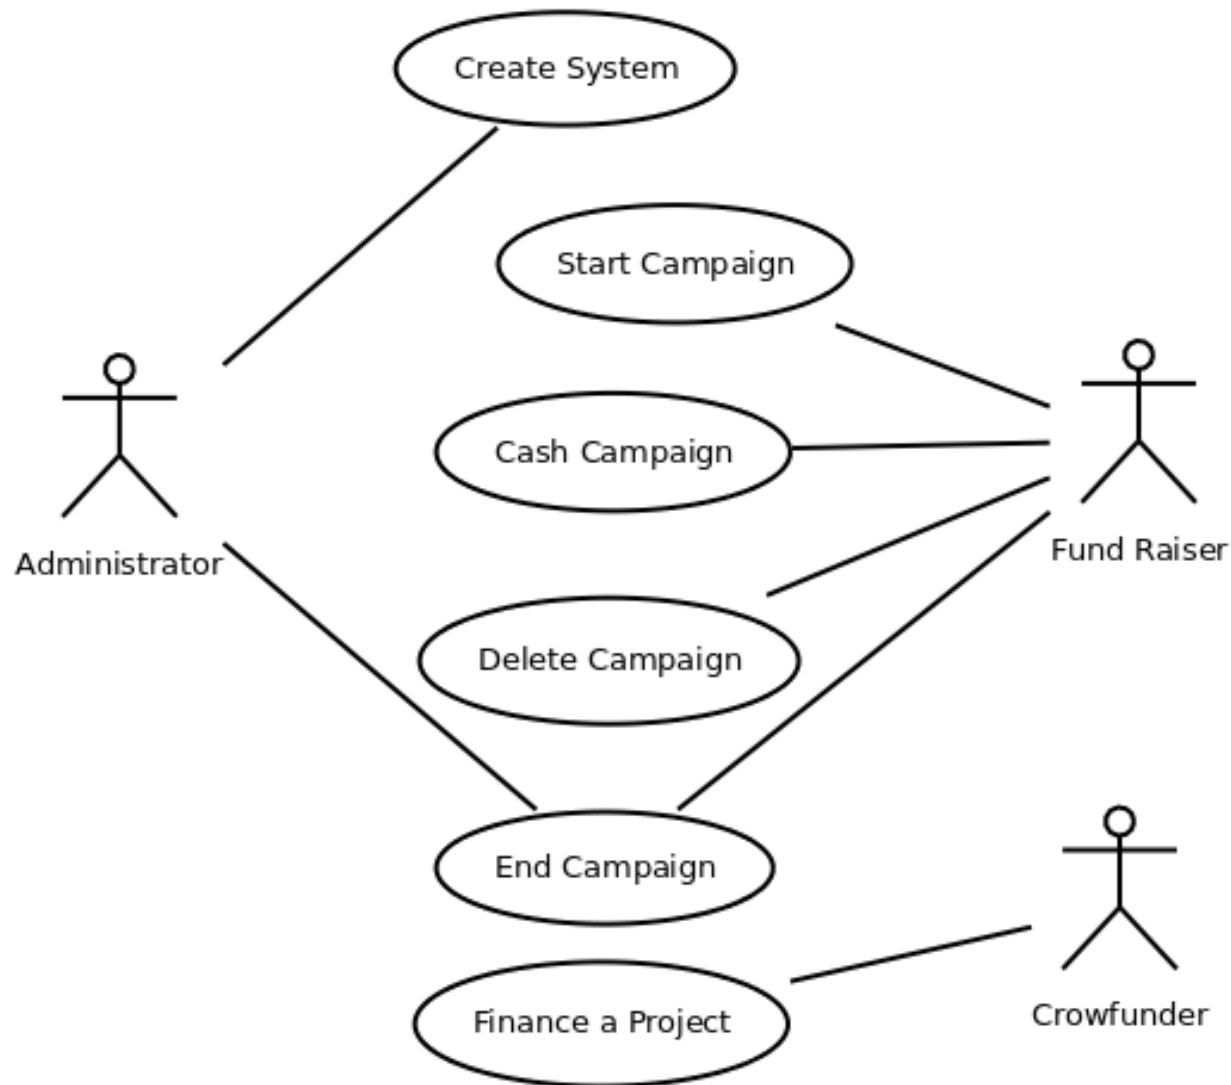 Create System
Start Campaign
Cash Campaign
Administrator
Fund Raiser
Delete Campaign
End Campaign
Finance a Project
Crowfunder